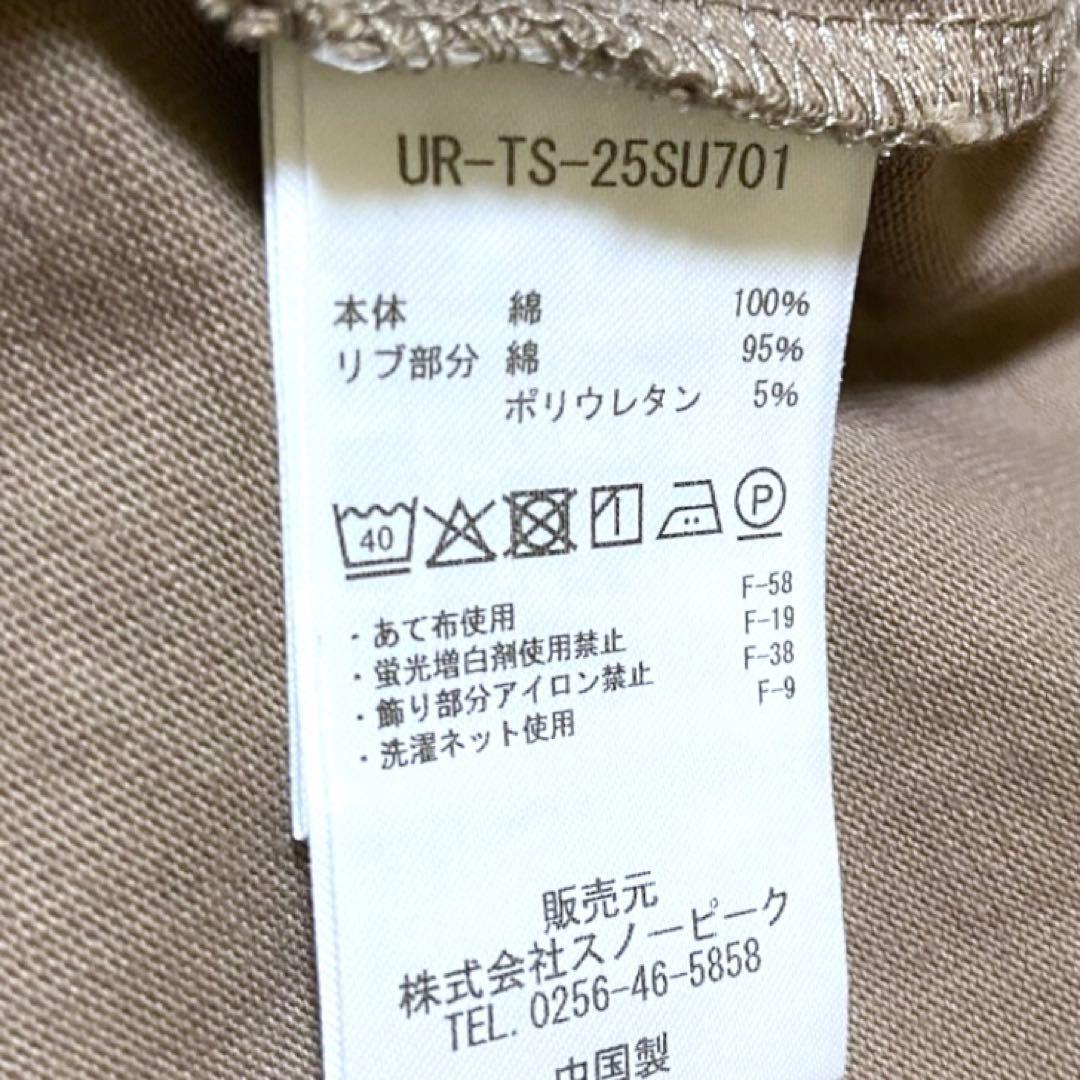 UR-TS-25SU701
本体 綿 100%
リブ部分 綿 95%
ポリウレタン 5%
40 P
・あて布使用 F-58
・蛍光増白剤使用禁止 F-19
・飾り部分アイロン禁止 F-38
・洗濯ネット使用 F-9
販売元
株式会社スノーピーク
TEL. 0256-46-5858
中国製